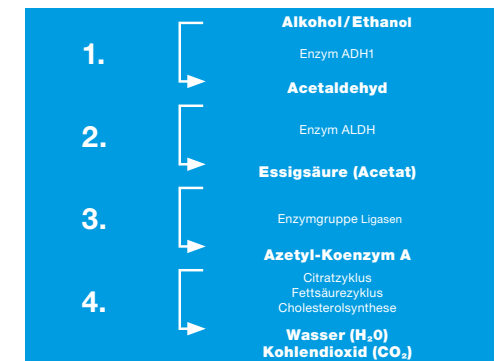 Alkohol/Ethanol
1.
Enzym ADH1
Acetaldehyd
2.
Enzym ALDH
Essigsäure (Acetat)
3.
Enzymgruppe Ligasen
Azetyl-Koenzym A
4.
Citratzyklus
Fettsäurezyklus
Cholesterolsynthese
Wasser (H₂0)
Kohlendioxid (CO₂)